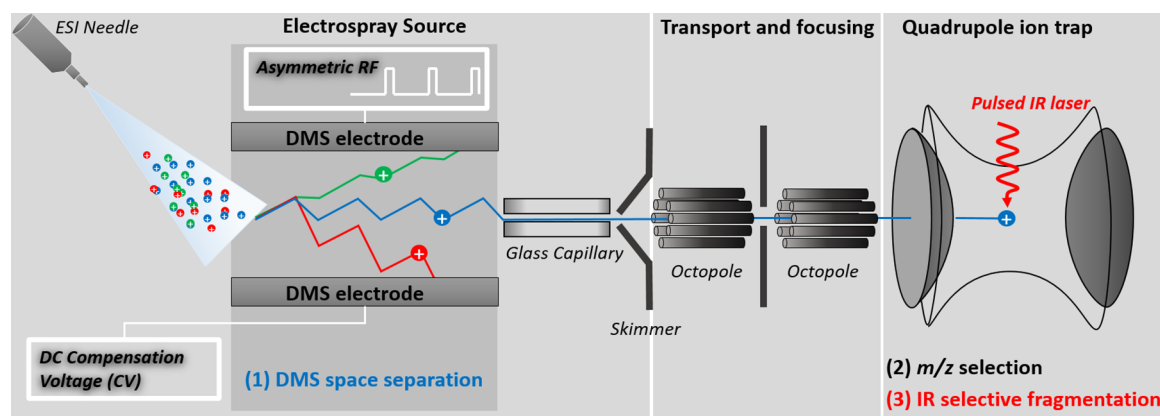 ESI Needle
Electrospray Source
Transport and focusing
Quadrupole ion trap
Asymmetric RF
Pulsed IR laser
DMS electrode
Glass Capillary
Octopole
Octopole
DMS electrode
Skimmer
DC Compensation
Voltage (CV)
(1) DMS space separation
(2) m/z selection
(3) IR selective fragmentation